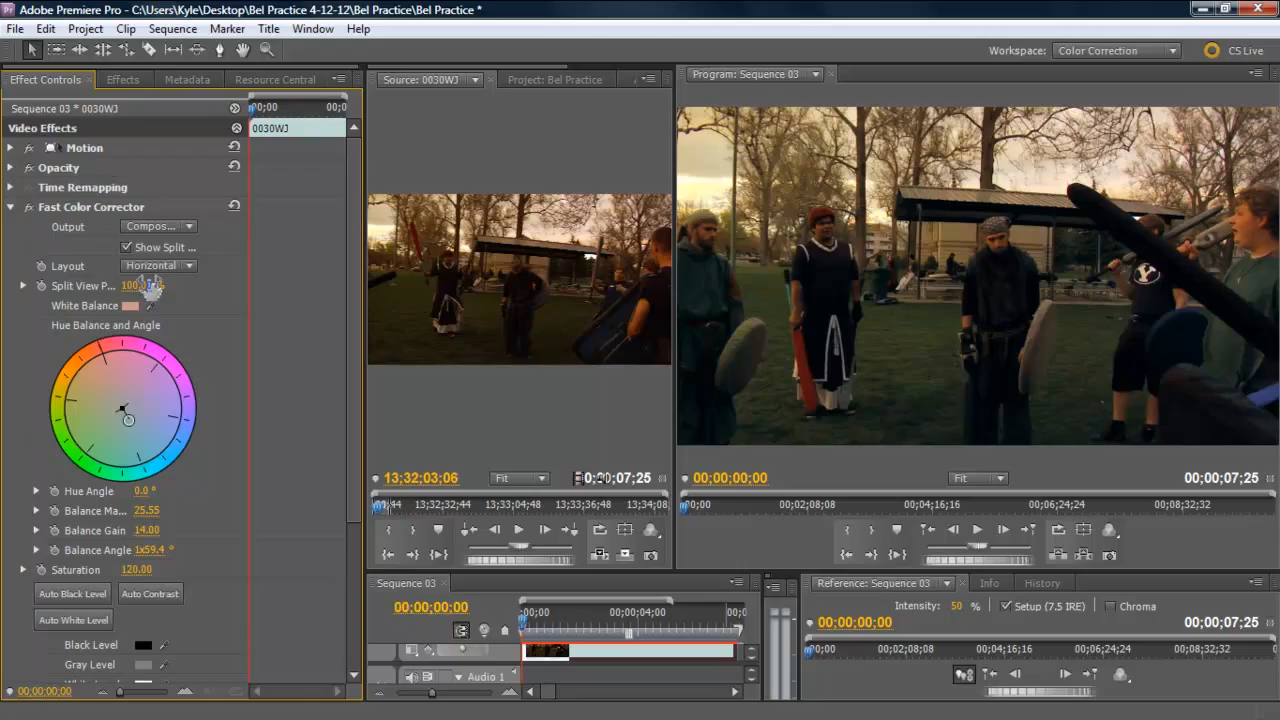 Adobe Premiere Pro - C:\Users\Kyle\Desktop\Bel Practice 4-12-12\Bel Practice\Bel Practice *
File Edit Project Clip Sequence Marker Title Window Help
Workspace: Color Correction CS Live
Effect Controls Effects Metadata Resource Central
Source: 0030WJ Project: Bel Practice
Program: Sequence 03
Sequence 03 * 0030WJ
00;00 00;0
Video Effects
0030WJ
Motion
Opacity
Time Remapping
Fast Color Corrector
Output Compos...
Show Split ...
Layout Horizontal
Split View P...
White Balance
Hue Balance and Angle
Hue Angle 0.0 °
Balance Ma... 25.55
Balance Gain 14.00
Balance Angle 1x59.4 °
Saturation 120.00
Auto Black Level Auto Contrast
Auto White Level
Black Level
Gray Level
00;00;00;00
Y
13;32;03;06 Fit
00;00;00;00 Fit 00;00;07;25
13;32;32;44 13;33;04;48 13;33;36;48 13;34;08;
00;02;08;08 00;04;16;16 00;06;24;24 00;08;32;32
Sequence 03
00;00;00;00
00;00 00;00;04;00
Audio 1
Reference: Sequence 03 Info History
Intensity: 50 % Setup (7.5 IRE) Chroma
00;00;00;00 00;00;07;25
00;02;08;08 00;04;16;16 00;06;24;24 00;08;32;32